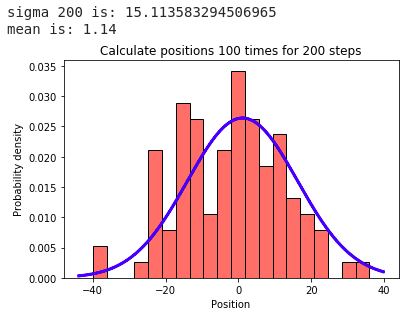 sigma 200 is: 15.113583294506965
mean is: 1.14
Calculate positions 100 times for 200 steps
0.035
0.030
0.025
0.020
0.015
0.010
0.005
0.000
Probability density
−40
−20
0
20
40
Position